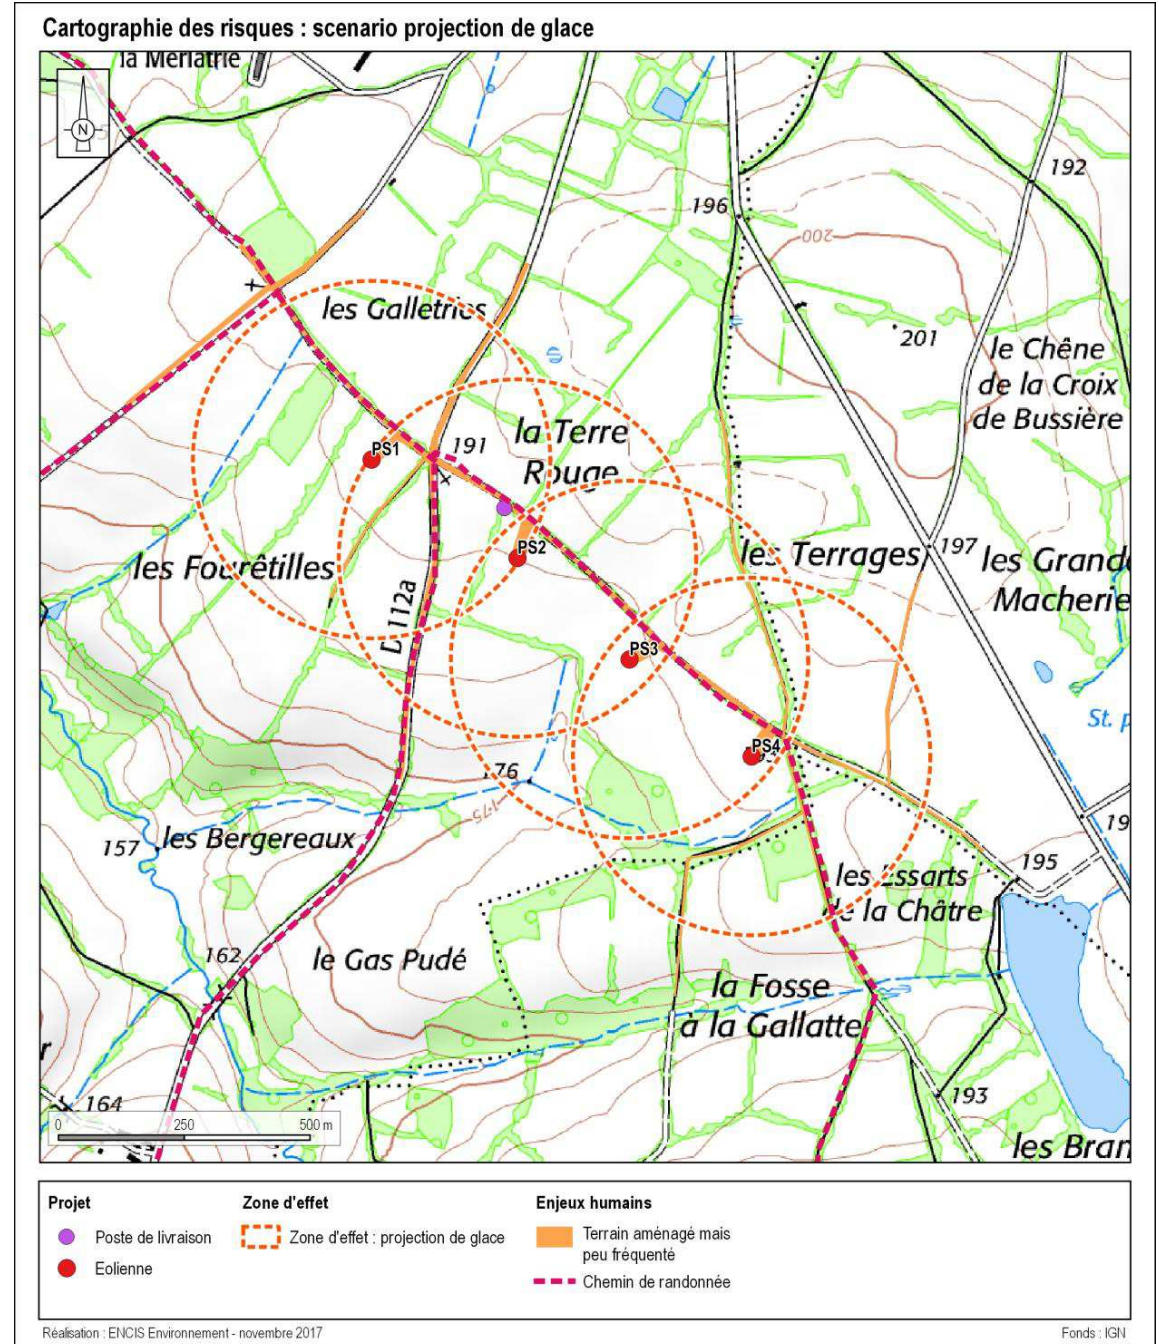 Cartographie des risques : scenario projection de glace
la Merlatrie
N
192
196
200
les Galletries
201
le Chêne
de la Croix
de Bussière
la Terre
Rouge
PS1
191
PS2
les Terrages
197
les Grand
Macherie
les Fourêtilles
D 112a
PS3
PS4
St. p
175
157
les Bergereaux
19
195
les Essarts
de la Châtre
162
le Gas Pudé
la Fosse
à la Gallatte
193
164
0 250 500 m
les Bran
Projet
Poste de livraison
Eolienne
Zone d'effet
Zone d'effet : projection de glace
Enjeux humains
Terrain aménagé mais
peu fréquenté
Chemin de randonnée
Réalisation : ENCIS Environnement - novembre 2017
Fonds : IGN